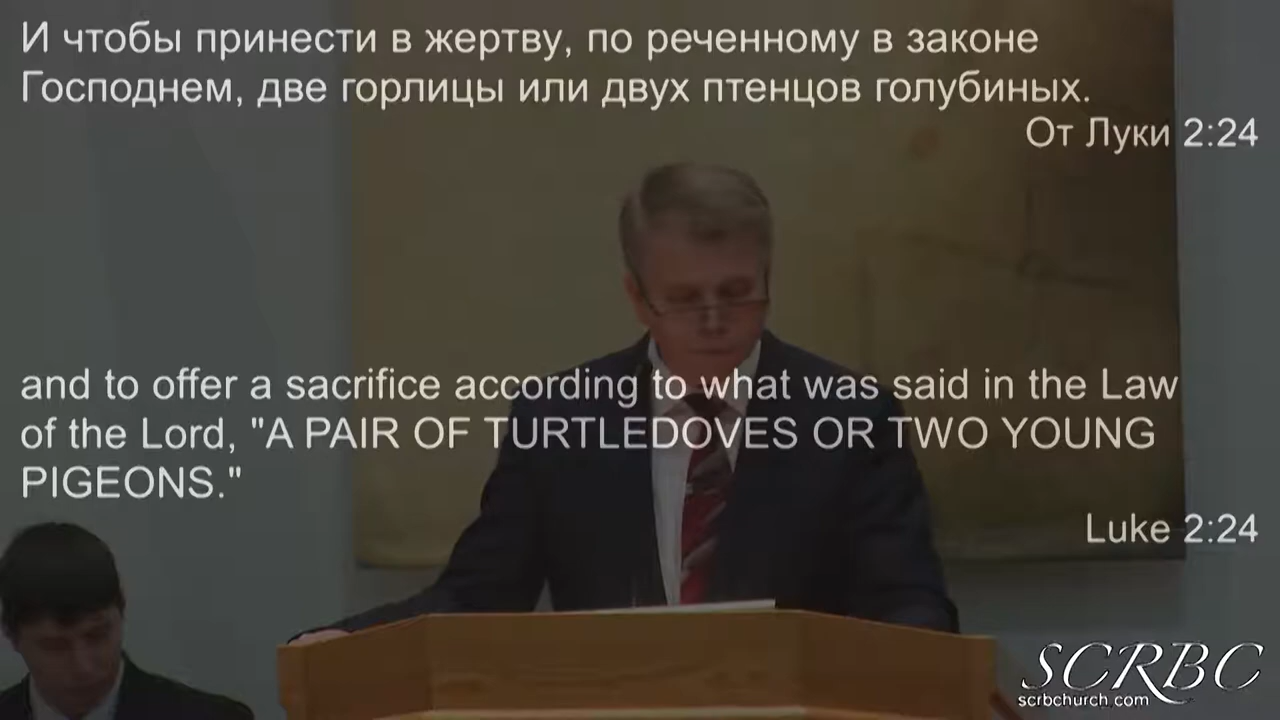 И чтобы принести в жертву, по реченному в законе
Господнем, две горлицы или двух птенцов голубиных.
От Луки 2:24
and to offer a sacrifice according to what was said in the Law
of the Lord, "A PAIR OF TURTLEDOVES OR TWO YOUNG
PIGEONS."
Luke 2:24
SCRBC
scrbchurch.com